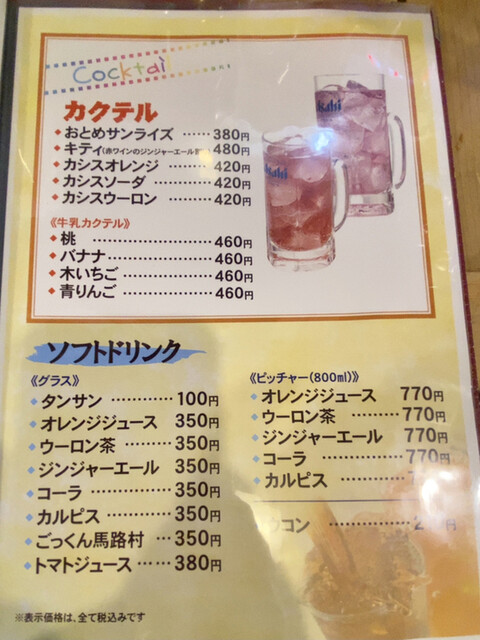 Cocktail
カクテル
◆おとめサンライズ ……380円
◆キティ(赤ワインのジンジャーエール 480円
◆カシスオレンジ ………420円
◆カシスソーダ …………420円
◆カシスウーロン ………420円
《牛乳カクテル》
◆桃 ……………………460円
◆バナナ ………………460円
◆木いちご ……………460円
◆青りんご ……………460円
Asahi
ソフトドリンク
《グラス》
◆タンサン …………100円
◆オレンジジュース 350円
◆ウーロン茶 ………350円
◆ジンジャーエール 350円
◆コーラ ……………350円
◆カルピス …………350円
◆ごっくん馬路村 …350円
◆トマトジュース ……380円
《ピッチャー(800ml)》
◆オレンジジュース 770円
◆ウーロン茶 ………770円
◆ジンジャーエール 770円
◆コーラ ……………770円
◆カルピス …………
コン ……………
※表示価格は、全て税込みです